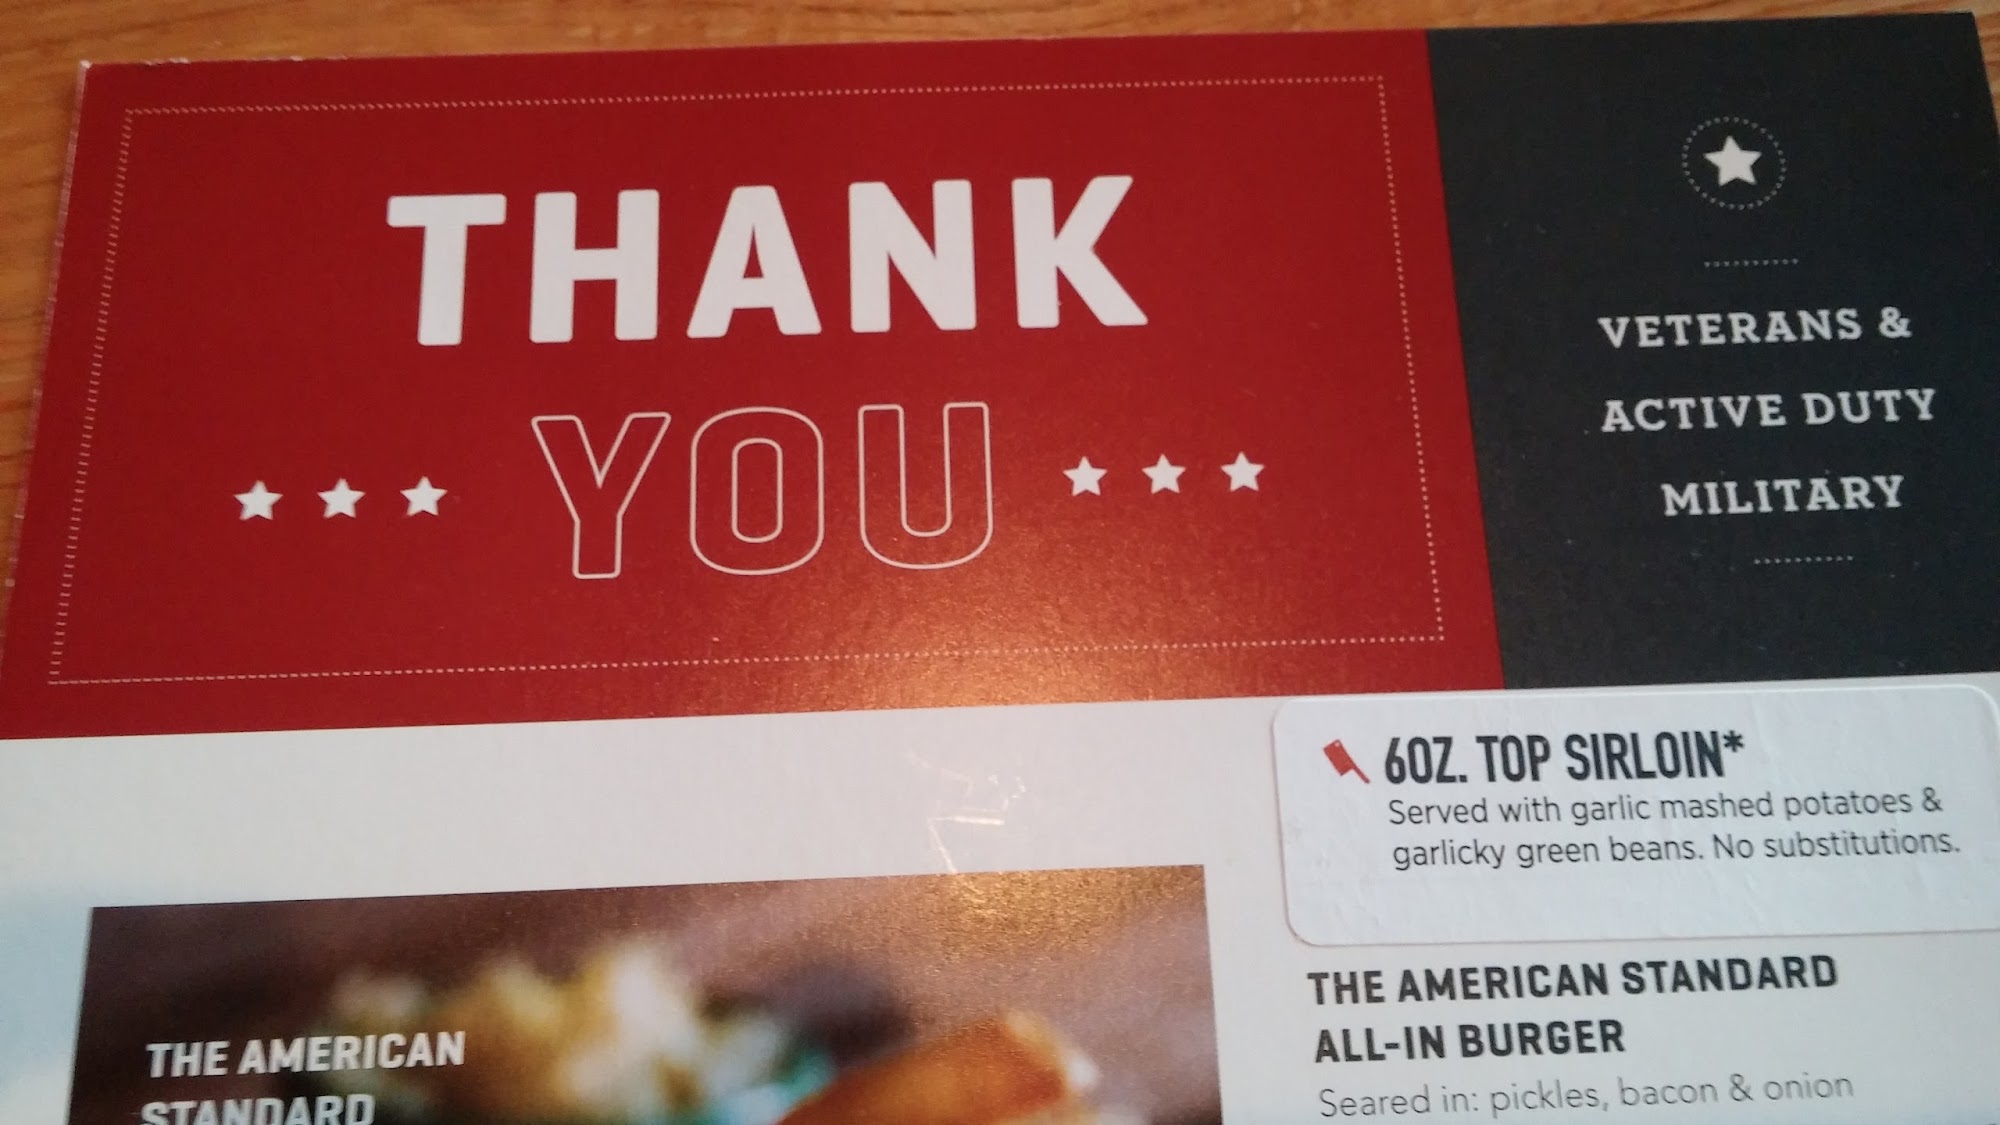 THANK
YOU
VETERANS &
ACTIVE DUTY
MILITARY
6OZ. TOP SIRLOIN*
Served with garlic mashed potatoes &
garlicky green beans. No substitutions.
THE AMERICAN STANDARD
ALL-IN BURGER
Seared in: pickles, bacon & onion
THE AMERICAN
STANDARD